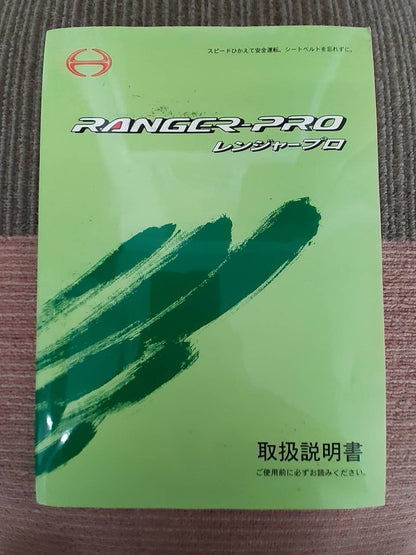 スピードひかえて安全運転。シートベルトを忘れずに。
RANGER-PRO
レンジャープロ
取扱説明書
ご使用前に必ずお読みください。